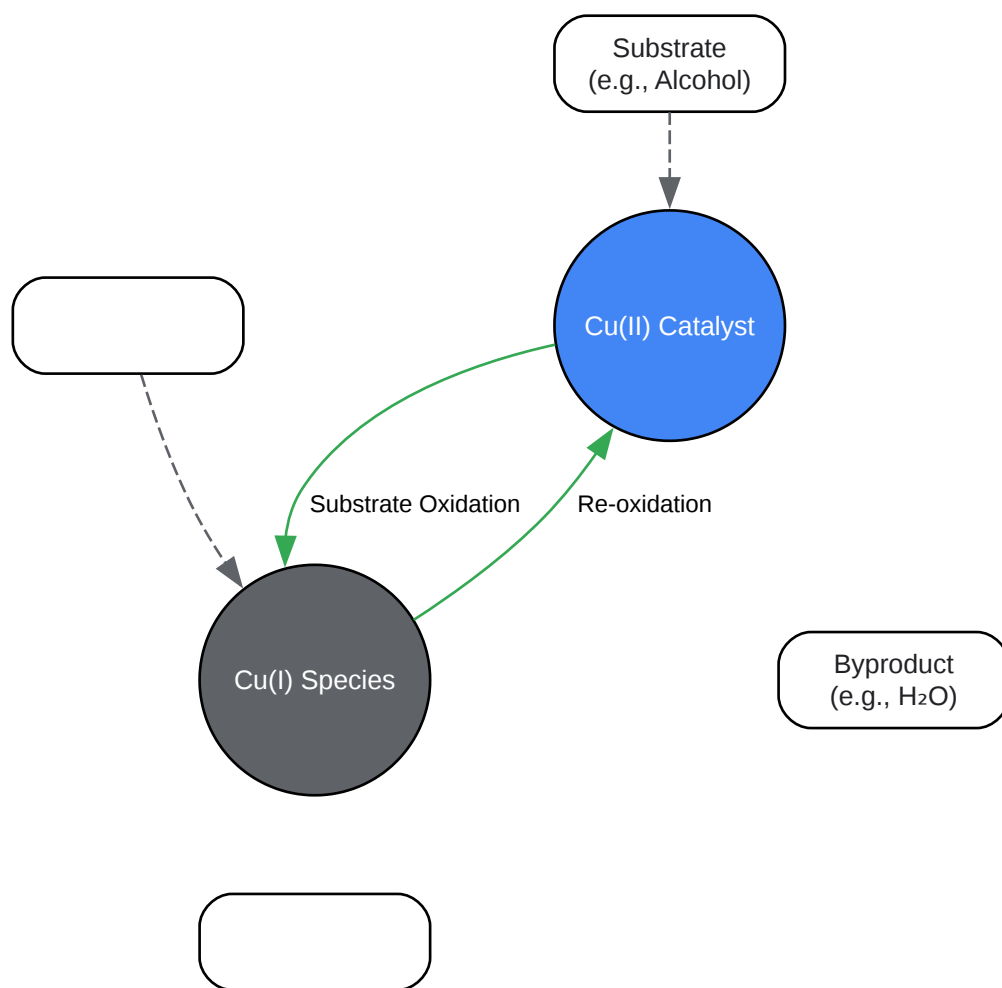 Substrate
(e.g., Alcohol)
Cu(II) Catalyst
Substrate Oxidation
Re-oxidation
Cu(I) Species
Byproduct
(e.g., H₂O)